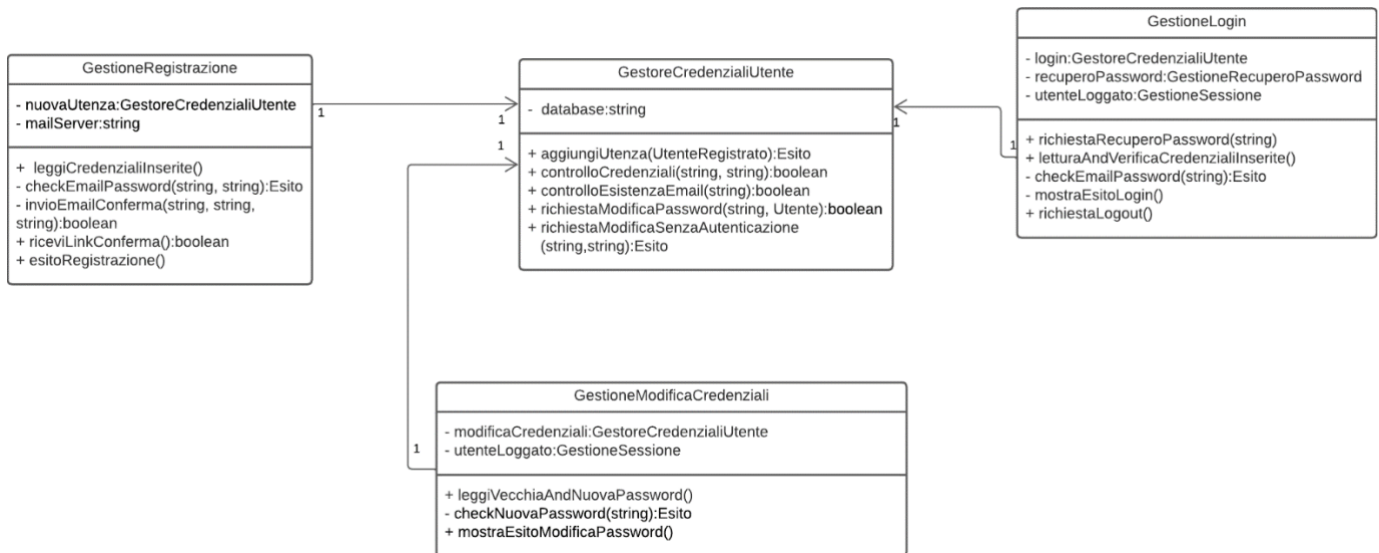 GestioneRegistrazione
- nuovaUtenza:GestoreCredenzialiUtente
- mailServer:string
+ leggiCredenzialiInserite()
- checkEmailPassword(string, string):Esito
- invioEmailConferma(string, string,
string):boolean
+ riceviLinkConferma():boolean
+ esitoRegistrazione()
1
1
1
GestoreCredenzialiUtente
- database:string
+ aggiungiUtenza(UtenteRegistrato):Esito
+ controlloCredenziali(string, string):boolean
+ controlloEsistenzaEmail(string):boolean
+ richiestaModificaPassword(string, Utente):boolean
+ richiestaModificaSenzaAutenticazione
(string,string):Esito
1
1
GestioneLogin
- login:GestoreCredenzialiUtente
- recuperoPassword:GestioneRecuperoPassword
- utenteLoggato:GestioneSessione
+ richiestaRecuperoPassword(string)
+ letturaAndVerificaCredenzialiInserite()
- checkEmailPassword(string):Esito
- mostraEsitoLogin()
+ richiestaLogout()
1
GestioneModificaCredenziali
- modificaCredenziali:GestoreCredenzialiUtente
- utenteLoggato:GestioneSessione
+ leggiVecchiaAndNuovaPassword()
- checkNuovaPassword(string):Esito
+ mostraEsitoModificaPassword()